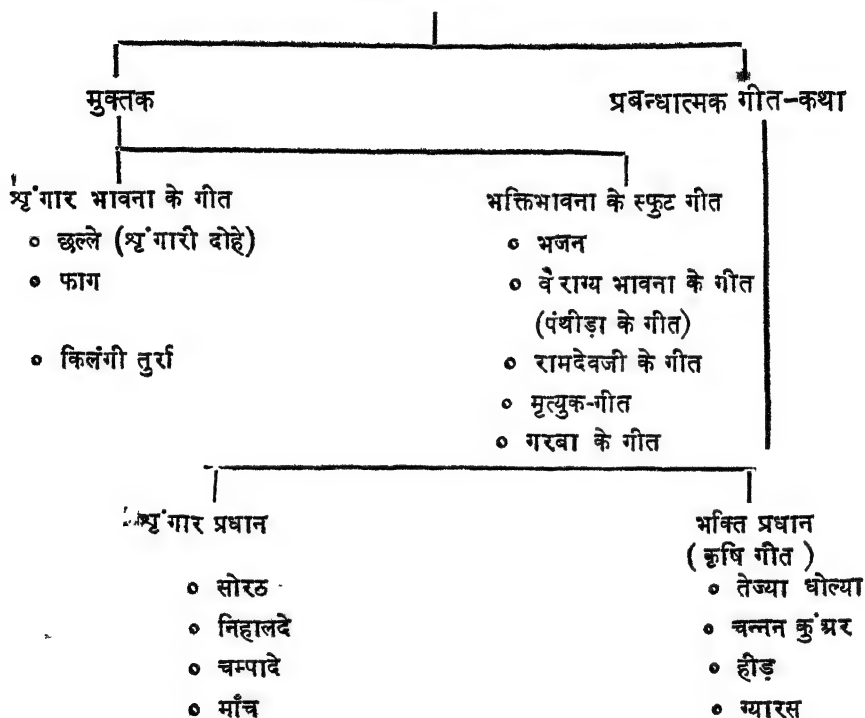 मुक्तक
प्रबन्धात्मक गीत-कथा
शृंगार भावना के गीत
• छल्ले (शृंगारी दोहे)
• फाग
• किलंगी तुर्रा
भक्तिभावना के स्फुट गीत
• भजन
• वैराग्य भावना के गीत
(पंथीड़ा के गीत)
• रामदेवजी के गीत
• मृत्युक-गीत
• गरबा के गीत
शृंगार प्रधान
• सोरठ
• निहालदे
• चम्पादे
• माँच
भक्ति प्रधान
( कृषि गीत )
• तेज्या धोल्या
• चन्नन कुंअर
• हीड़
• ग्यारस